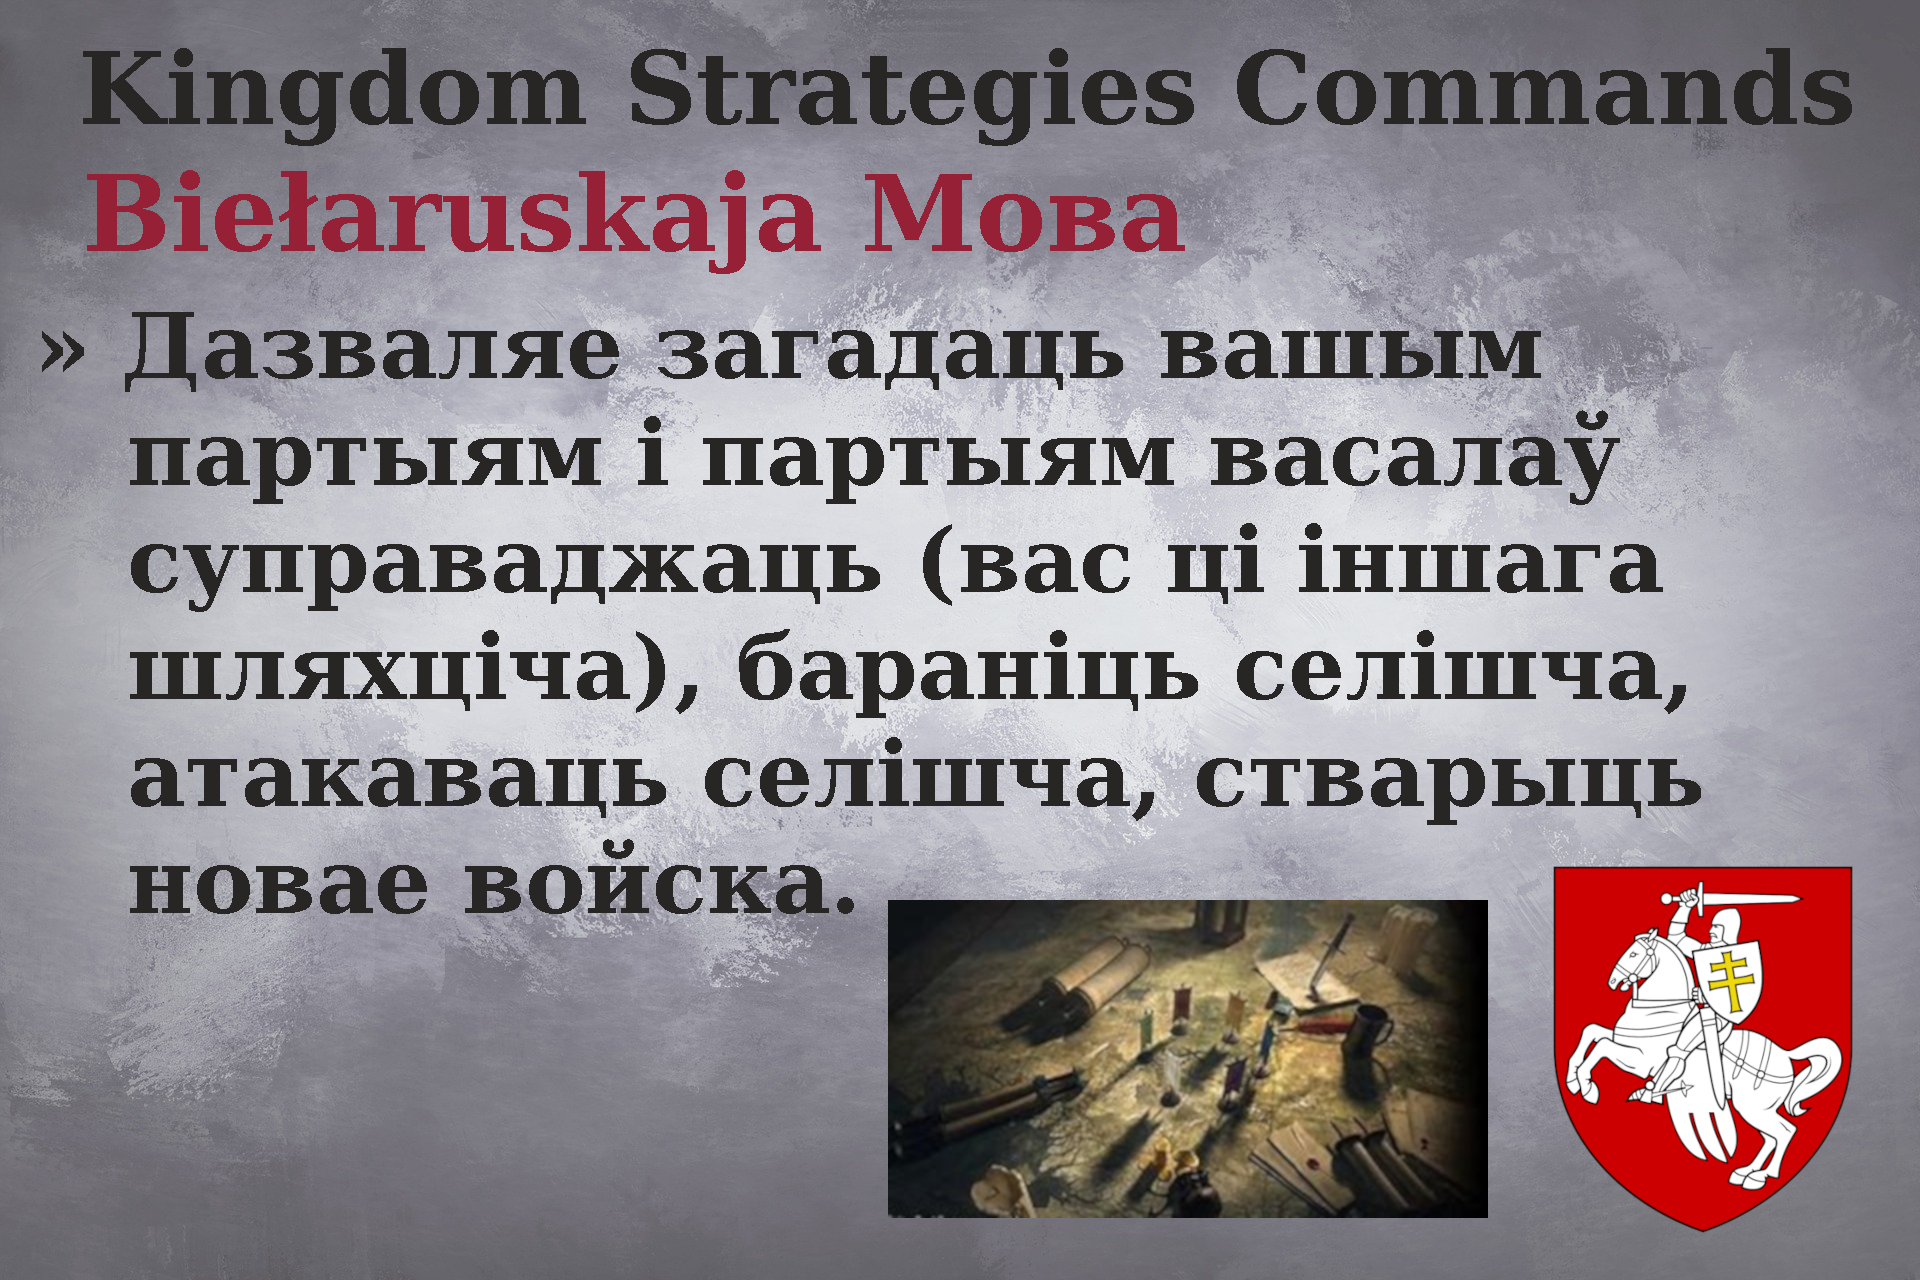 Kingdom Strategies Commands
Biełaruskaja Мова
» Дазваляе загадаць вашым
партыям і партыям васалаў
суправаджаць (вас ці іншага
шляхціча), бараніць селішча,
атакаваць селішча, стварыць
новае войска.